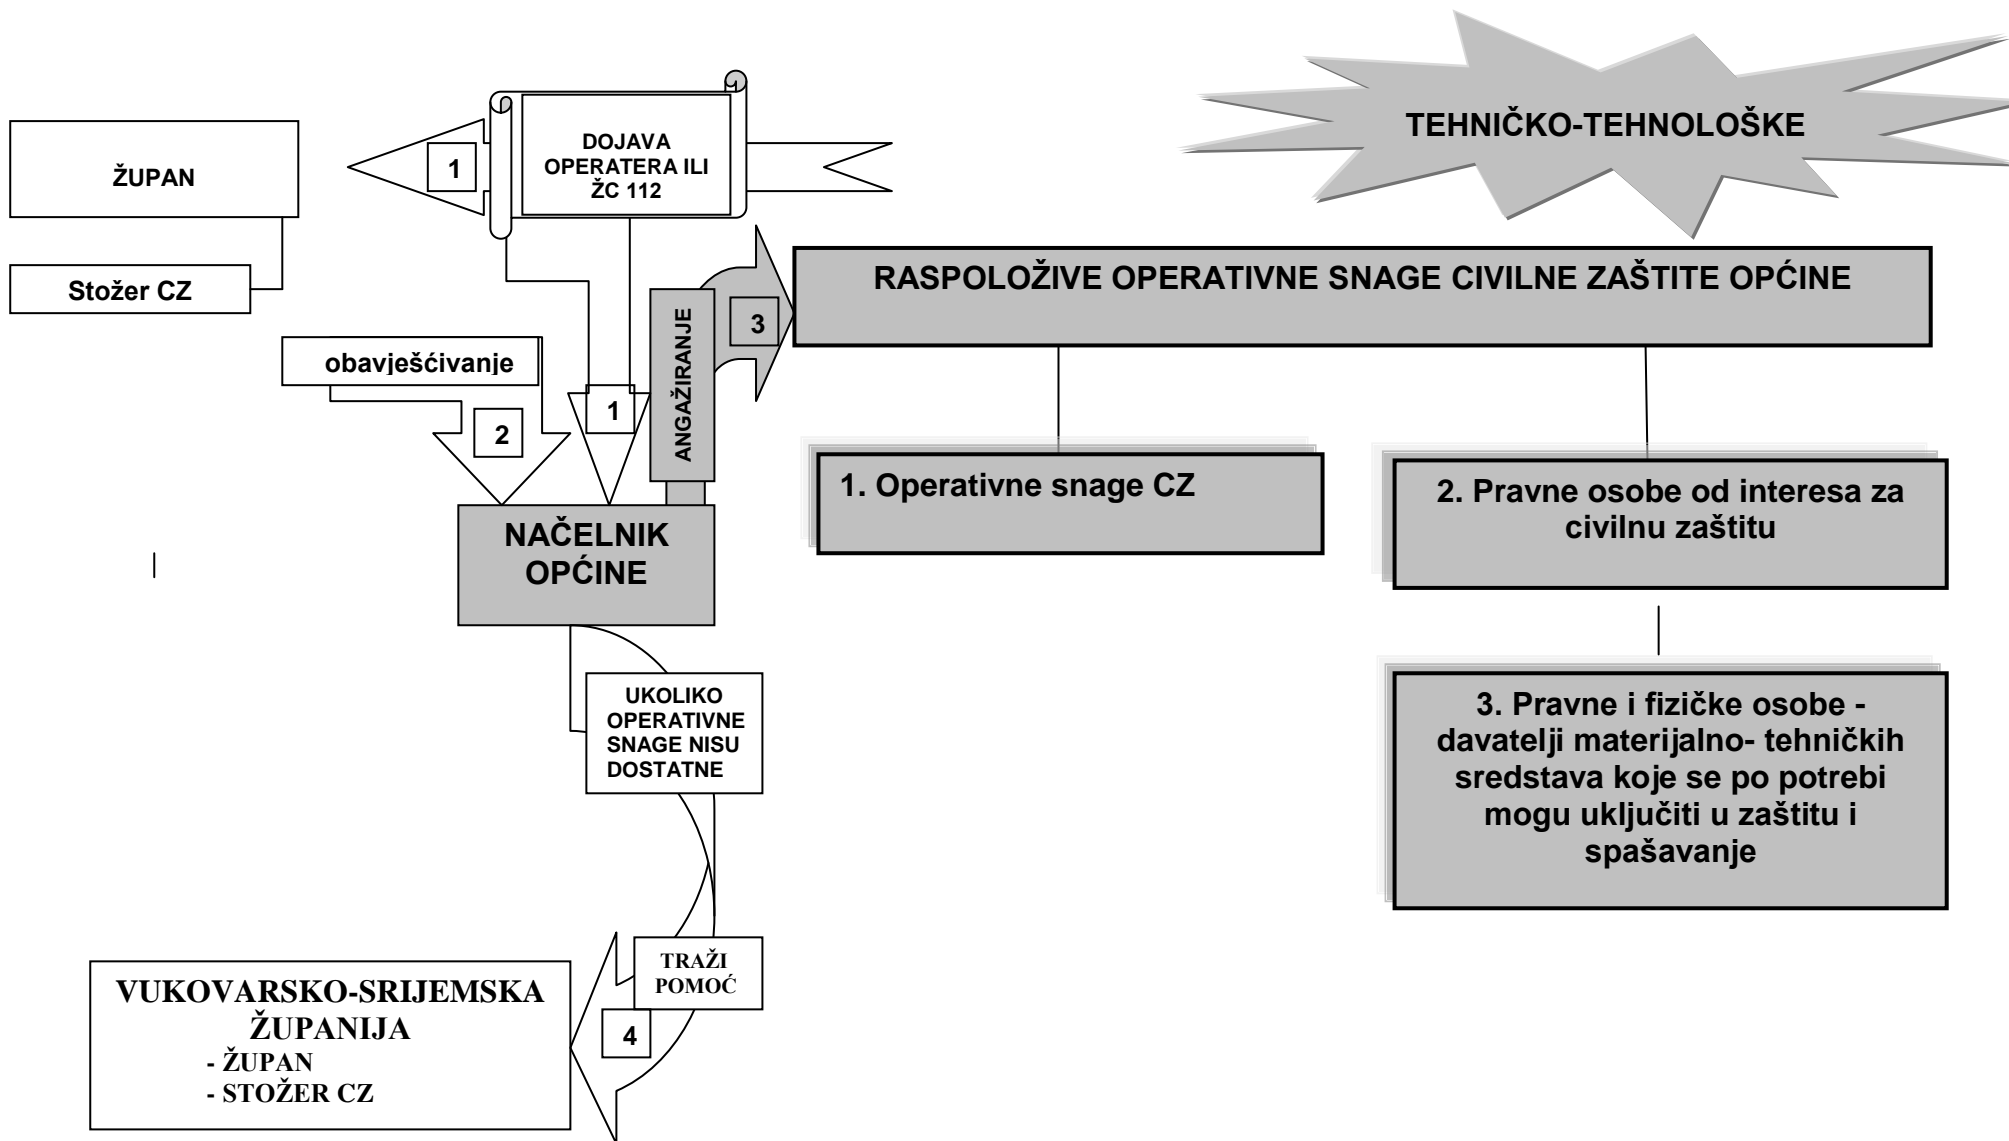 TEHNIČKO-TEHNOLOŠKE
DOJAVA
OPERATERA ILI
ŽC 112
1
ŽUPAN
Stožer CZ
RASPOLOŽIVE OPERATIVNE SNAGE CIVILNE ZAŠTITE OPĆINE
3
ANGAŽIRANJE
obavješćivanje
2
1
1. Operativne snage CZ
2. Pravne osobe od interesa za
civilnu zaštitu
NAČELNIK
OPĆINE
UKOLIKO
OPERATIVNE
SNAGE NISU
DOSTATNE
3. Pravne i fizičke osobe -
davatelji materijalno- tehničkih
sredstava koje se po potrebi
mogu uključiti u zaštitu i
spašavanje
TRAŽI
POMOĆ
4
VUKOVARSKO-SRIJEMSKA
ŽUPANIJA
- ŽUPAN
- STOŽER CZ